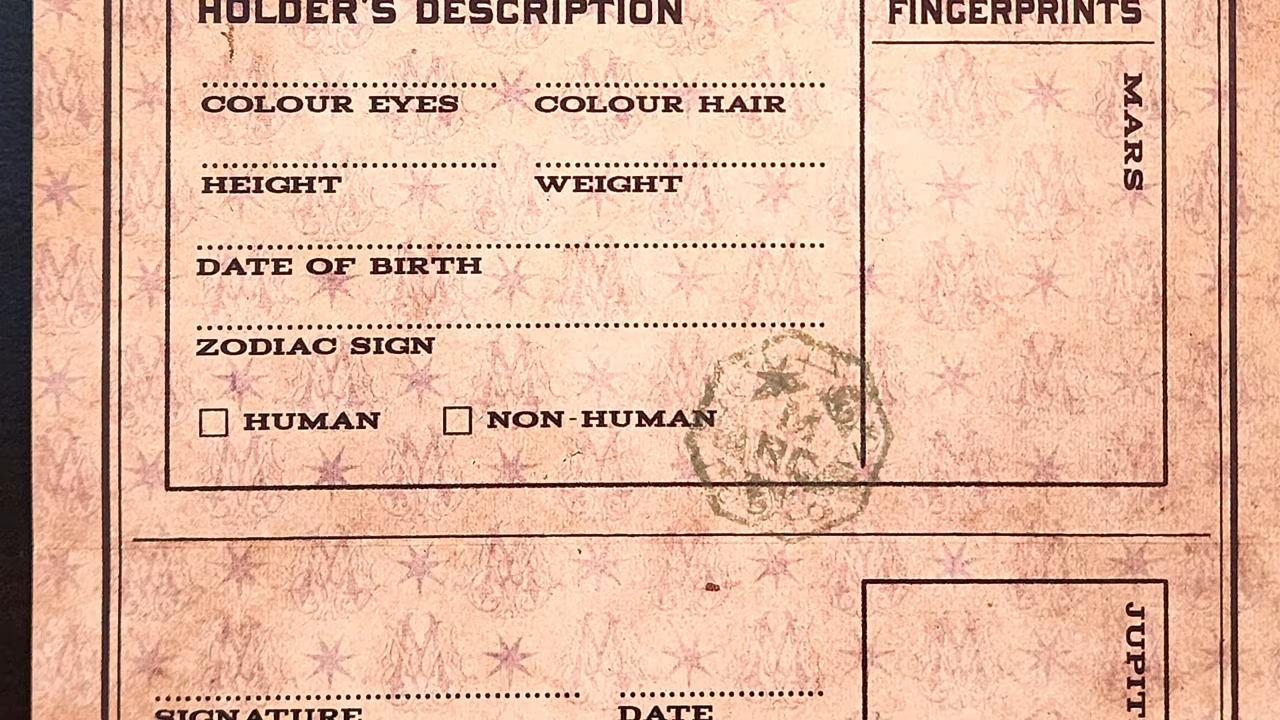 HOLDER'S DESCRIPTION
FINGERPRINTS
COLOUR EYES
COLOUR HAIR
MARS
HEIGHT
WEIGHT
DATE OF BIRTH
ZODIAC SIGN
HUMAN
NON-HUMAN
SIGNATURE
DATE